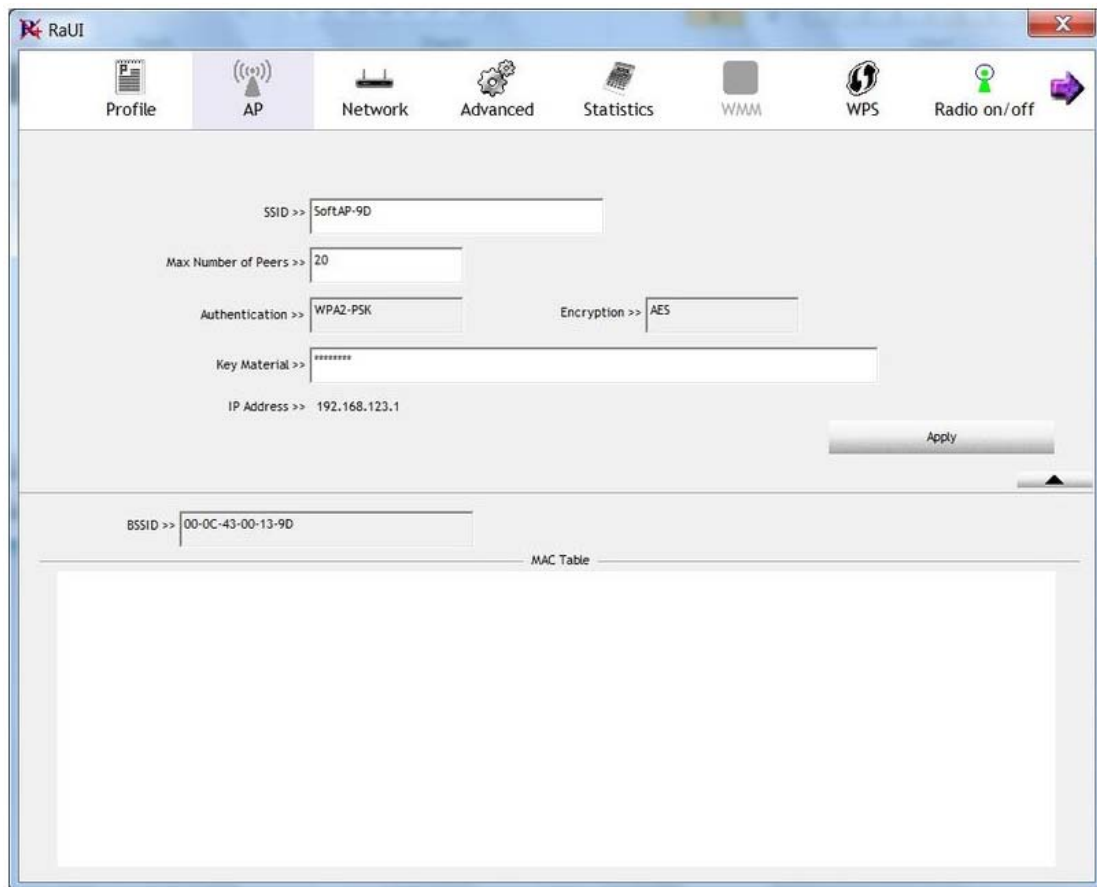 RaUI
Profile AP Network Advanced Statistics WMM WPS Radio on/off
SSID >> SoftAP-9D
Max Number of Peers >> 20
Authentication >> WPA2-PSK Encryption >> AES
Key Material >> ********
IP Address >> 192.168.123.1
Apply
BSSID >> 00-0C-43-00-13-9D
MAC Table